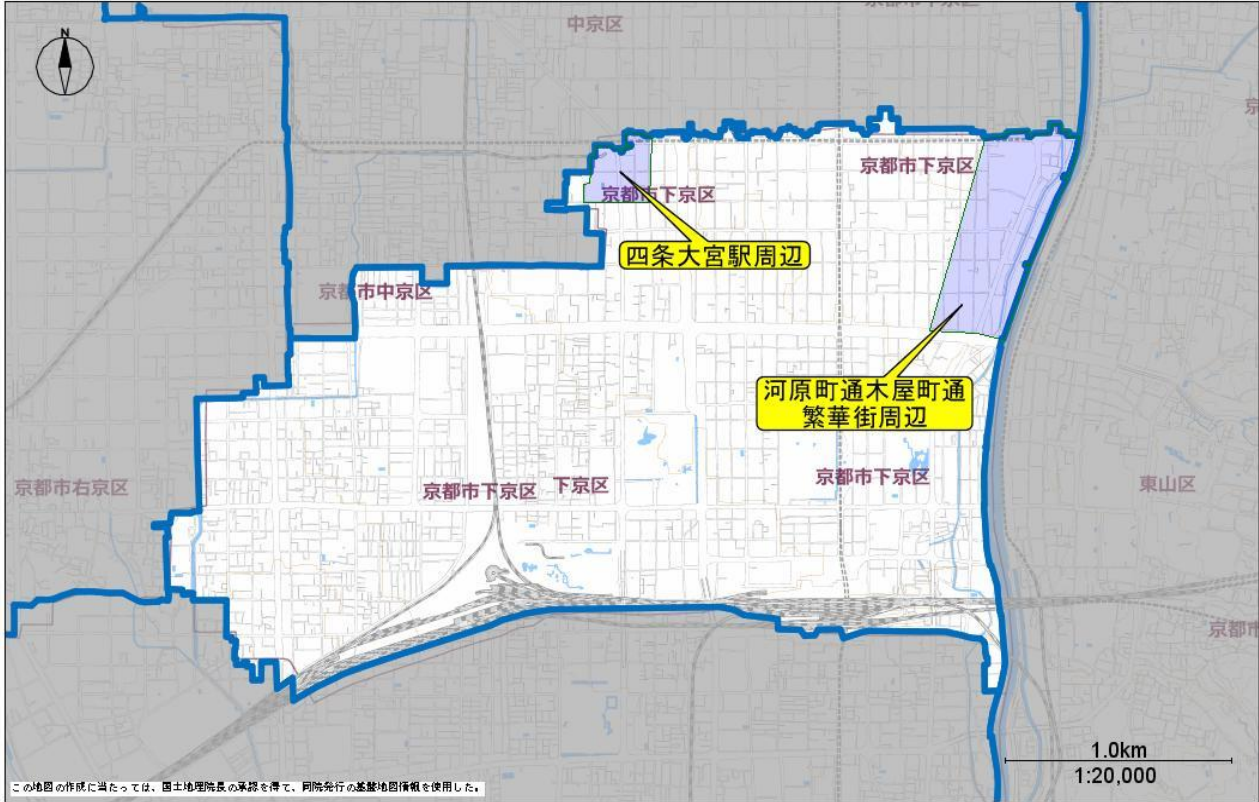 中京区
N
京都市下京区
京都市下京区
四条大宮駅周辺
京都市中京区
河原町通木屋町通
繁華街周辺
京都市右京区
京都市下京区
下京区
京都市下京区
東山区
京都市
1.0km
1:20,000
この地図の作成に当たっては、国土地理院長の承認を得て、同院発行の基盤地図情報を使用した。